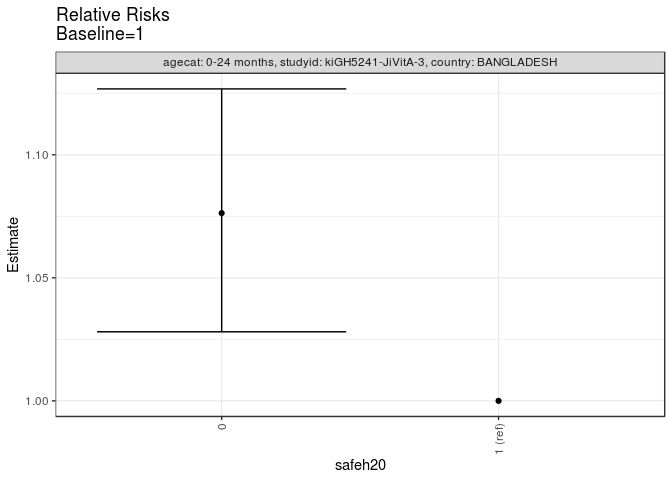 Relative Risks
Baseline=1
agecat: 0-24 months, studyid: kiGH5241-JiVitA-3, country: BANGLADESH
1.10
1.05
1.00
Estimate
0
1 (ref)
safeh20